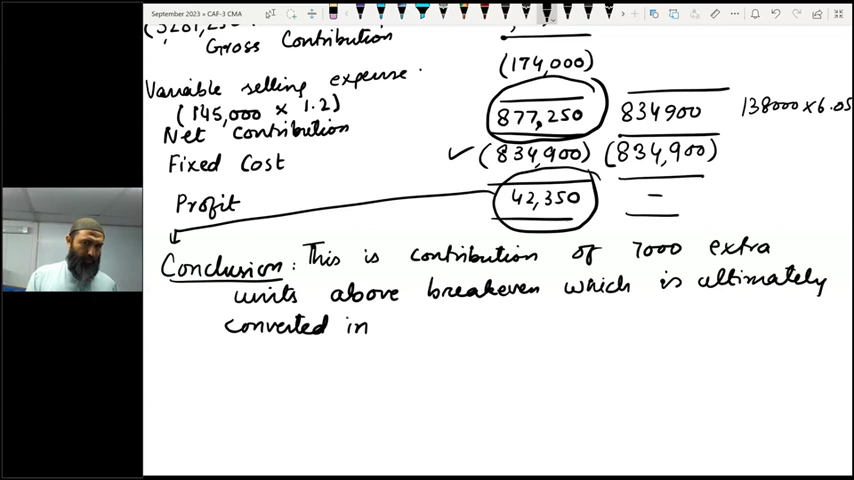 September 2023 » CAF-3 CMA
Gross Contribution
(174,000)
Variable selling expense.
(145,000 x 1.2)
Net Contribution 877,250 834900 138000 x 6.05
Fixed Cost ✓ (834,900) (834,900)
Profit 42,350 –
Conclusion: This is contribution of 7000 extra
units above breakeven which is ultimately
converted in